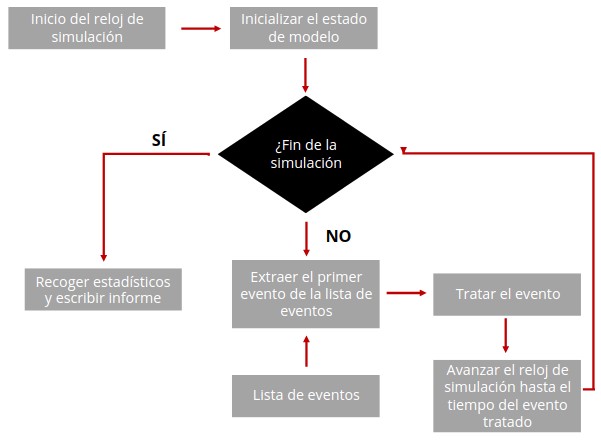 Inicio del reloj de
simulación
Inicializar el estado
de modelo
¿Fin de la
simulación
SÍ
NO
Recoger estadísticos
y escribir informe
Extraer el primer
evento de la lista de
eventos
Tratar el evento
Lista de eventos
Avanzar el reloj de
simulación hasta el
tiempo del evento
tratado